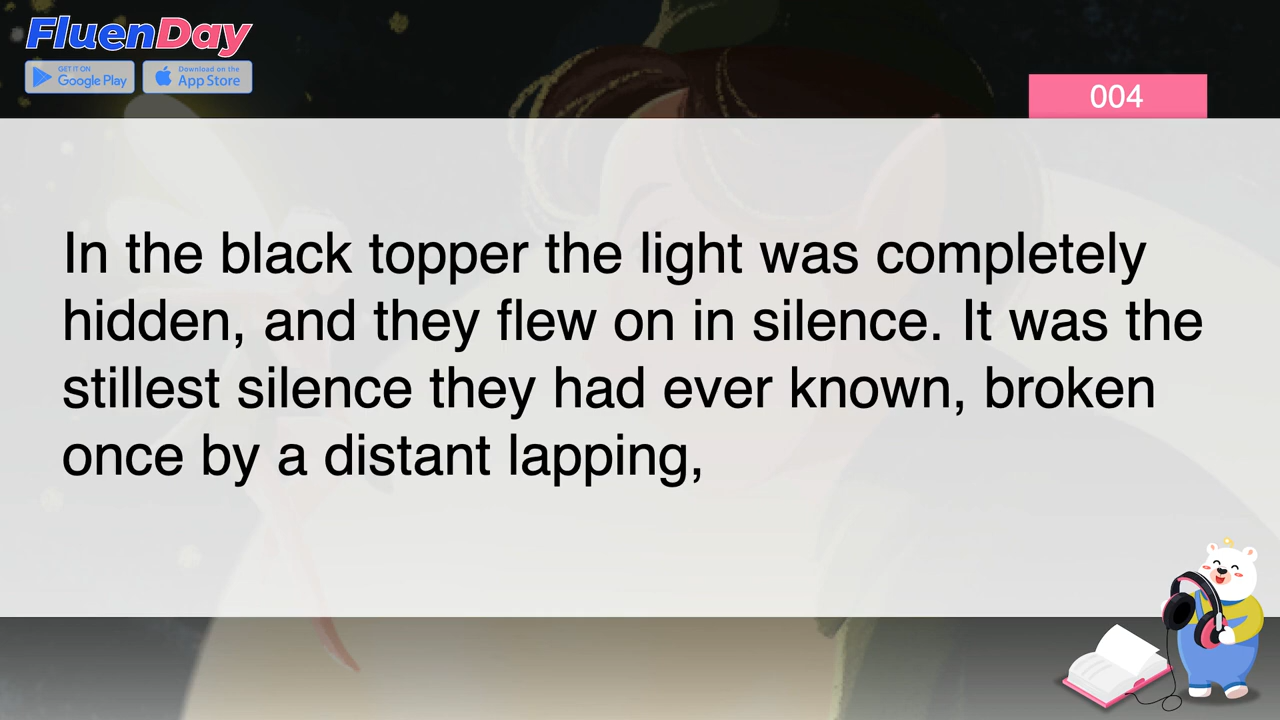 FluenDay
GET IT ON
Google Play
Download on the
App Store
004
In the black topper the light was completely
hidden, and they flew on in silence. It was the
stillest silence they had ever known, broken
once by a distant lapping,